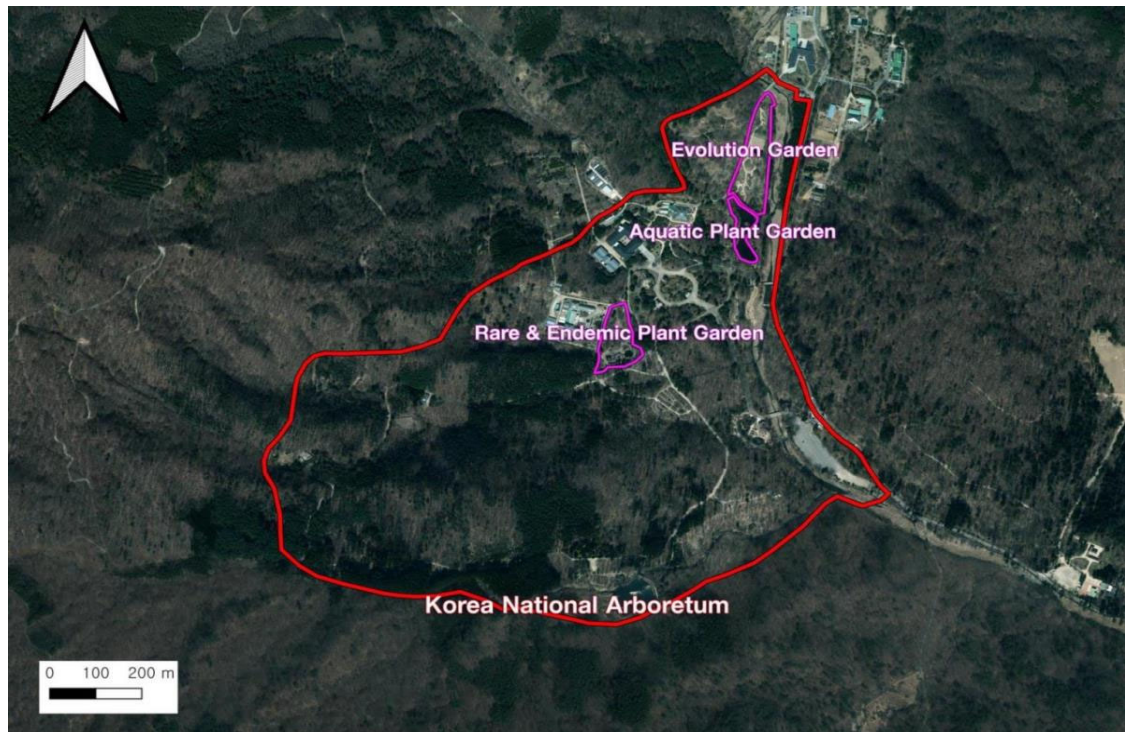 Evolution Garden
Aquatic Plant Garden
Rare & Endemic Plant Garden
Korea National Arboretum
0 100 200 m